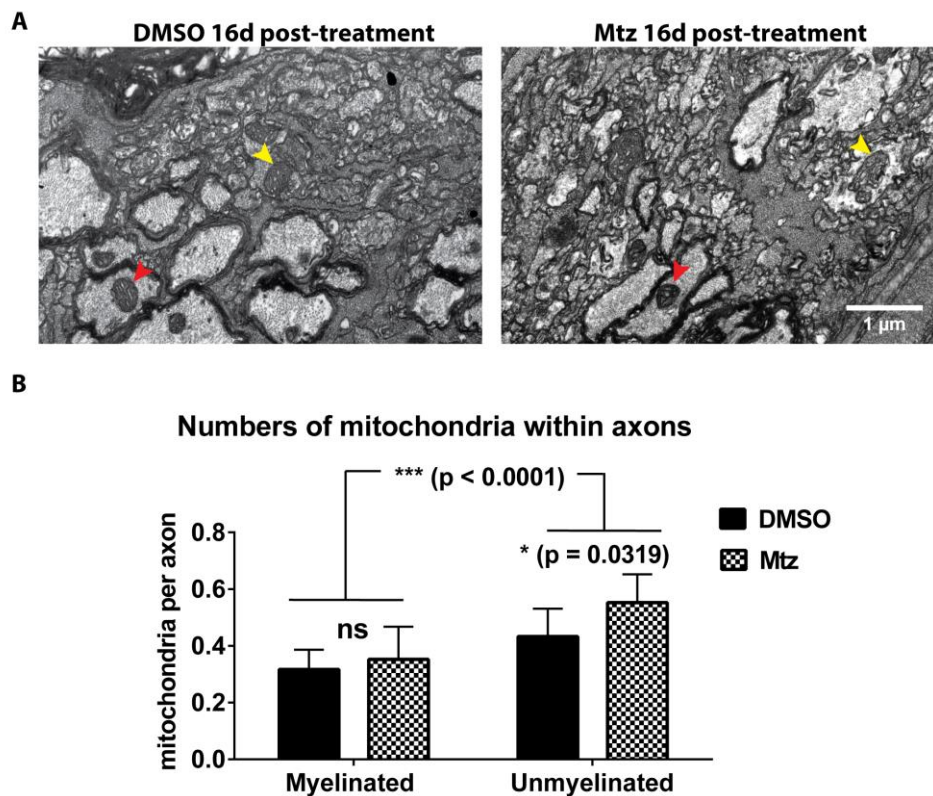 A
DMSO 16d post-treatment
Mtz 16d post-treatment
1 µm
B
Numbers of mitochondria within axons
*** (p < 0.0001)
* (p = 0.0319)
ns
DMSO
Mtz
mitochondria per axon
0.8
0.6
0.4
0.2
0.0
Myelinated
Unmyelinated